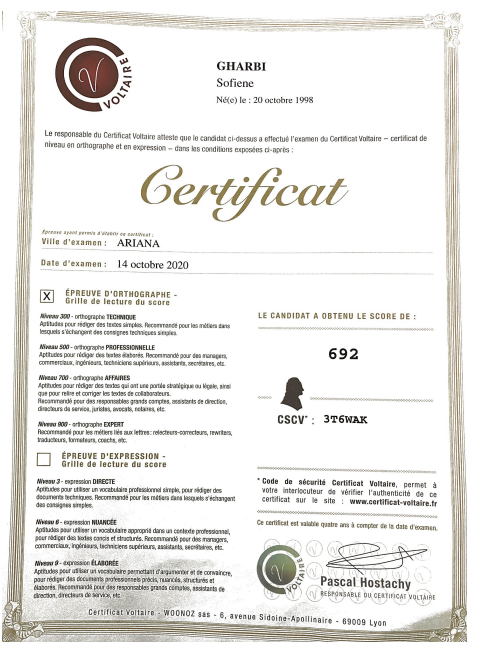 VOLTAIRE
GHARBI
Sofiene
Né(e) le : 20 octobre 1998
Le responsable du Certificat Voltaire atteste que le candidat ci-dessus a effectué l'examen du Certificat Voltaire – certificat de
niveau en orthographe et en expression – dans les conditions exposées ci-après :
Certificat
Épreuve ayant permis d'établir ce certificat :
Ville d'examen : ARIANA
Date d'examen : 14 octobre 2020
X ÉPREUVE D'ORTHOGRAPHE -
Grille de lecture du score
Niveau 300 - orthographe TECHNIQUE
Aptitudes pour rédiger des textes simples. Recommandé pour les métiers dans
lesquels s'échangent des consignes techniques simples.
Niveau 500 - orthographe PROFESSIONNELLE
Aptitudes pour rédiger des textes élaborés. Recommandé pour des managers,
commerciaux, ingénieurs, techniciens supérieurs, assistants, secrétaires, etc.
Niveau 700 - orthographe AFFAIRES
Aptitudes pour rédiger des textes qui ont une portée stratégique ou légale, ainsi
que pour relire et corriger les textes de collaborateurs.
Recommandé pour des responsables grands comptes, assistants de direction,
directeurs de service, juristes, avocats, notaires, etc.
Niveau 900 - orthographe EXPERT
Recommandé pour les métiers liés aux lettres : relecteurs-correcteurs, rewriters,
traducteurs, formateurs, coachs, etc.
ÉPREUVE D'EXPRESSION -
Grille de lecture du score
Niveau 3 - expression DIRECTE
Aptitudes pour utiliser un vocabulaire professionnel simple, pour rédiger des
documents techniques. Recommandé pour les métiers dans lesquels s'échangent
des consignes simples.
Niveau 6 - expression NUANCÉE
Aptitudes pour utiliser un vocabulaire approprié dans un contexte professionnel,
pour rédiger des textes concis et structurés. Recommandé pour des managers,
commerciaux, ingénieurs, techniciens supérieurs, assistants, secrétaires, etc.
Niveau 9 - expression ÉLABORÉE
Aptitudes pour utiliser un vocabulaire permettant d'argumenter et de convaincre,
pour rédiger des documents professionnels précis, nuancés, structurés et
élaborés. Recommandé pour des responsables grands comptes, assistants de
direction, directeurs de service, etc.
LE CANDIDAT A OBTENU LE SCORE DE :
692
CSCV* : 3T6WAK
* Code de sécurité Certificat Voltaire, permet à
votre interlocuteur de vérifier l'authenticité de ce
certificat sur le site : www.certificat-voltaire.fr
Ce certificat est valable quatre ans à compter de la date d'examen.
VOLTAIRE
Pascal Hostachy
RESPONSABLE DU CERTIFICAT VOLTAIRE
Certificat Voltaire - WOONOZ sas - 6, avenue Sidoine-Apollinaire - 69009 Lyon